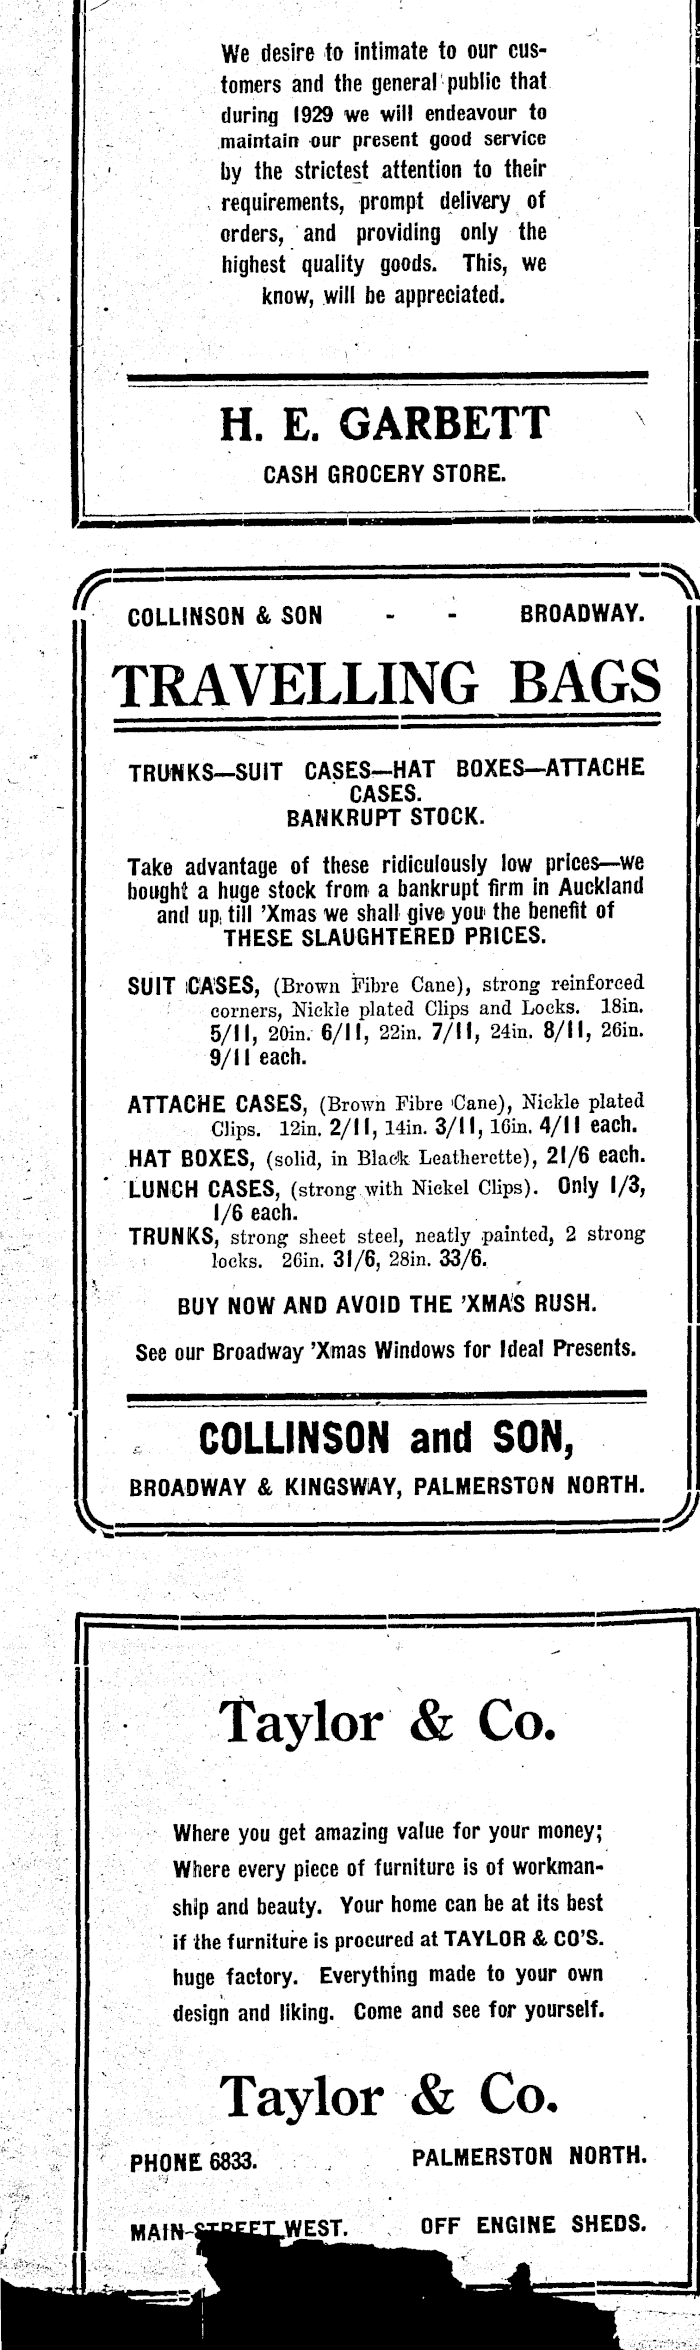 We desire to intimate to our cus-
tomers and the general public that
during 1929 we will endeavour to
maintain our present good service
by the strictest attention to their
requirements, prompt delivery of
orders, and providing only the
highest quality goods. This, we
know, will be appreciated.
H. E. GARBETT
CASH GROCERY STORE.
COLLINSON & SON - - BROADWAY.
TRAVELLING BAGS
TRUNKS—SUIT CASES—HAT BOXES—ATTACHE
CASES.
BANKRUPT STOCK.
Take advantage of these ridiculously low prices—we
bought a huge stock from a bankrupt firm in Auckland
and up till 'Xmas we shall give you the benefit of
THESE SLAUGHTERED PRICES.
SUIT CASES, (Brown Fibre Cane), strong reinforced
corners, Nickle plated Clips and Locks. 18in.
5/11, 20in. 6/11, 22in. 7/11, 24in. 8/11, 26in.
9/11 each.
ATTACHE CASES, (Brown Fibre Cane), Nickle plated
Clips. 12in. 2/11, 14in. 3/11, 16in. 4/11 each.
HAT BOXES, (solid, in Black Leatherette), 21/6 each.
LUNCH CASES, (strong with Nickel Clips). Only 1/3,
1/6 each.
TRUNKS, strong sheet steel, neatly painted, 2 strong
locks. 26in. 31/6, 28in. 33/6.
BUY NOW AND AVOID THE 'XMAS RUSH.
See our Broadway 'Xmas Windows for Ideal Presents.
COLLINSON and SON,
BROADWAY & KINGSWAY, PALMERSTON NORTH.
Taylor & Co.
Where you get amazing value for your money;
Where every piece of furniture is of workman-
ship and beauty. Your home can be at its best
if the furniture is procured at TAYLOR & CO'S.
huge factory. Everything made to your own
design and liking. Come and see for yourself.
Taylor & Co.
PHONE 6833. PALMERSTON NORTH.
MAIN STREET WEST. OFF ENGINE SHEDS.